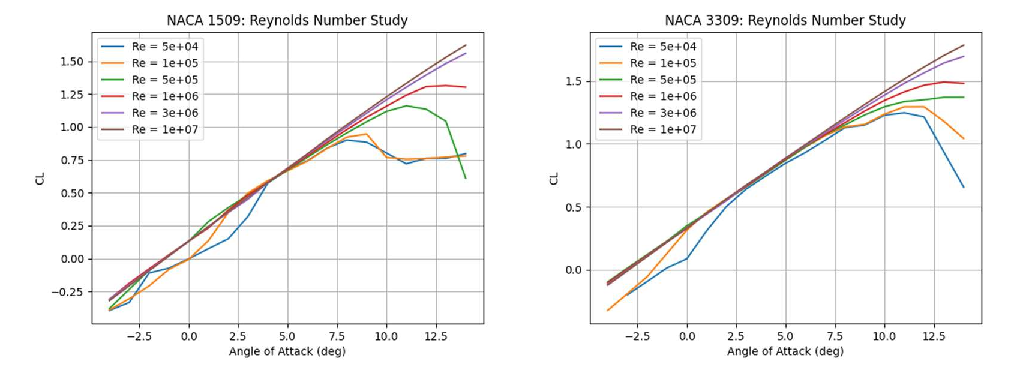 NACA 1509: Reynolds Number Study
Re = 5e+04
Re = 1e+05
Re = 5e+05
Re = 1e+06
Re = 3e+06
Re = 1e+07
1.50
1.25
1.00
0.75
0.50
0.25
0.00
−0.25
CL
−2.5 0.0 2.5 5.0 7.5 10.0 12.5
Angle of Attack (deg)
NACA 3309: Reynolds Number Study
Re = 5e+04
Re = 1e+05
Re = 5e+05
Re = 1e+06
Re = 3e+06
Re = 1e+07
1.5
1.0
0.5
0.0
CL
−2.5 0.0 2.5 5.0 7.5 10.0 12.5
Angle of Attack (deg)